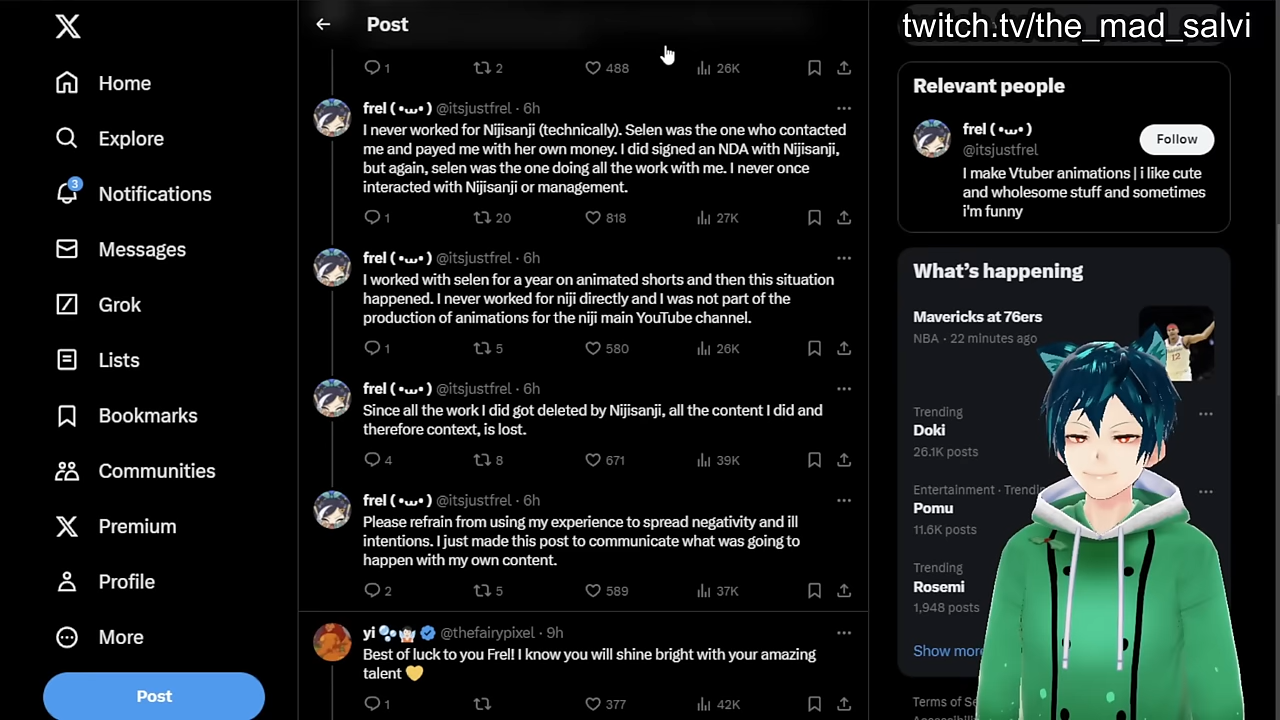 twitch.tv/the_mad_salvi
Home
Explore
3
Notifications
Messages
Grok
Lists
Bookmarks
Communities
Premium
Profile
More
Post
Post
1 2 488 26K
frel ( •ω• ) @itsjustfrel · 6h
I never worked for Nijisanji (technically). Selen was the one who contacted
me and payed me with her own money. I did signed an NDA with Nijisanji,
but again, selen was the one doing all the work with me. I never once
interacted with Nijisanji or management.
1 20 818 27K
frel ( •ω• ) @itsjustfrel · 6h
I worked with selen for a year on animated shorts and then this situation
happened. I never worked for niji directly and I was not part of the
production of animations for the niji main YouTube channel.
1 5 580 26K
frel ( •ω• ) @itsjustfrel · 6h
Since all the work I did got deleted by Nijisanji, all the content I did and
therefore context, is lost.
4 8 671 39K
frel ( •ω• ) @itsjustfrel · 6h
Please refrain from using my experience to spread negativity and ill
intentions. I just made this post to communicate what was going to
happen with my own content.
2 5 589 37K
yi @thefairypixel · 9h
Best of luck to you Frel! I know you will shine bright with your amazing
talent 💛
1 377 42K
Relevant people
frel ( •ω• )
@itsjustfrel
Follow
I make Vtuber animations | i like cute
and wholesome stuff and sometimes
i'm funny
What's happening
Mavericks at 76ers
NBA · 22 minutes ago
12
Trending
Doki
26.1K posts
Entertainment · Trending
Pomu
11.6K posts
Trending
Rosemi
1,948 posts
Show more
Terms of